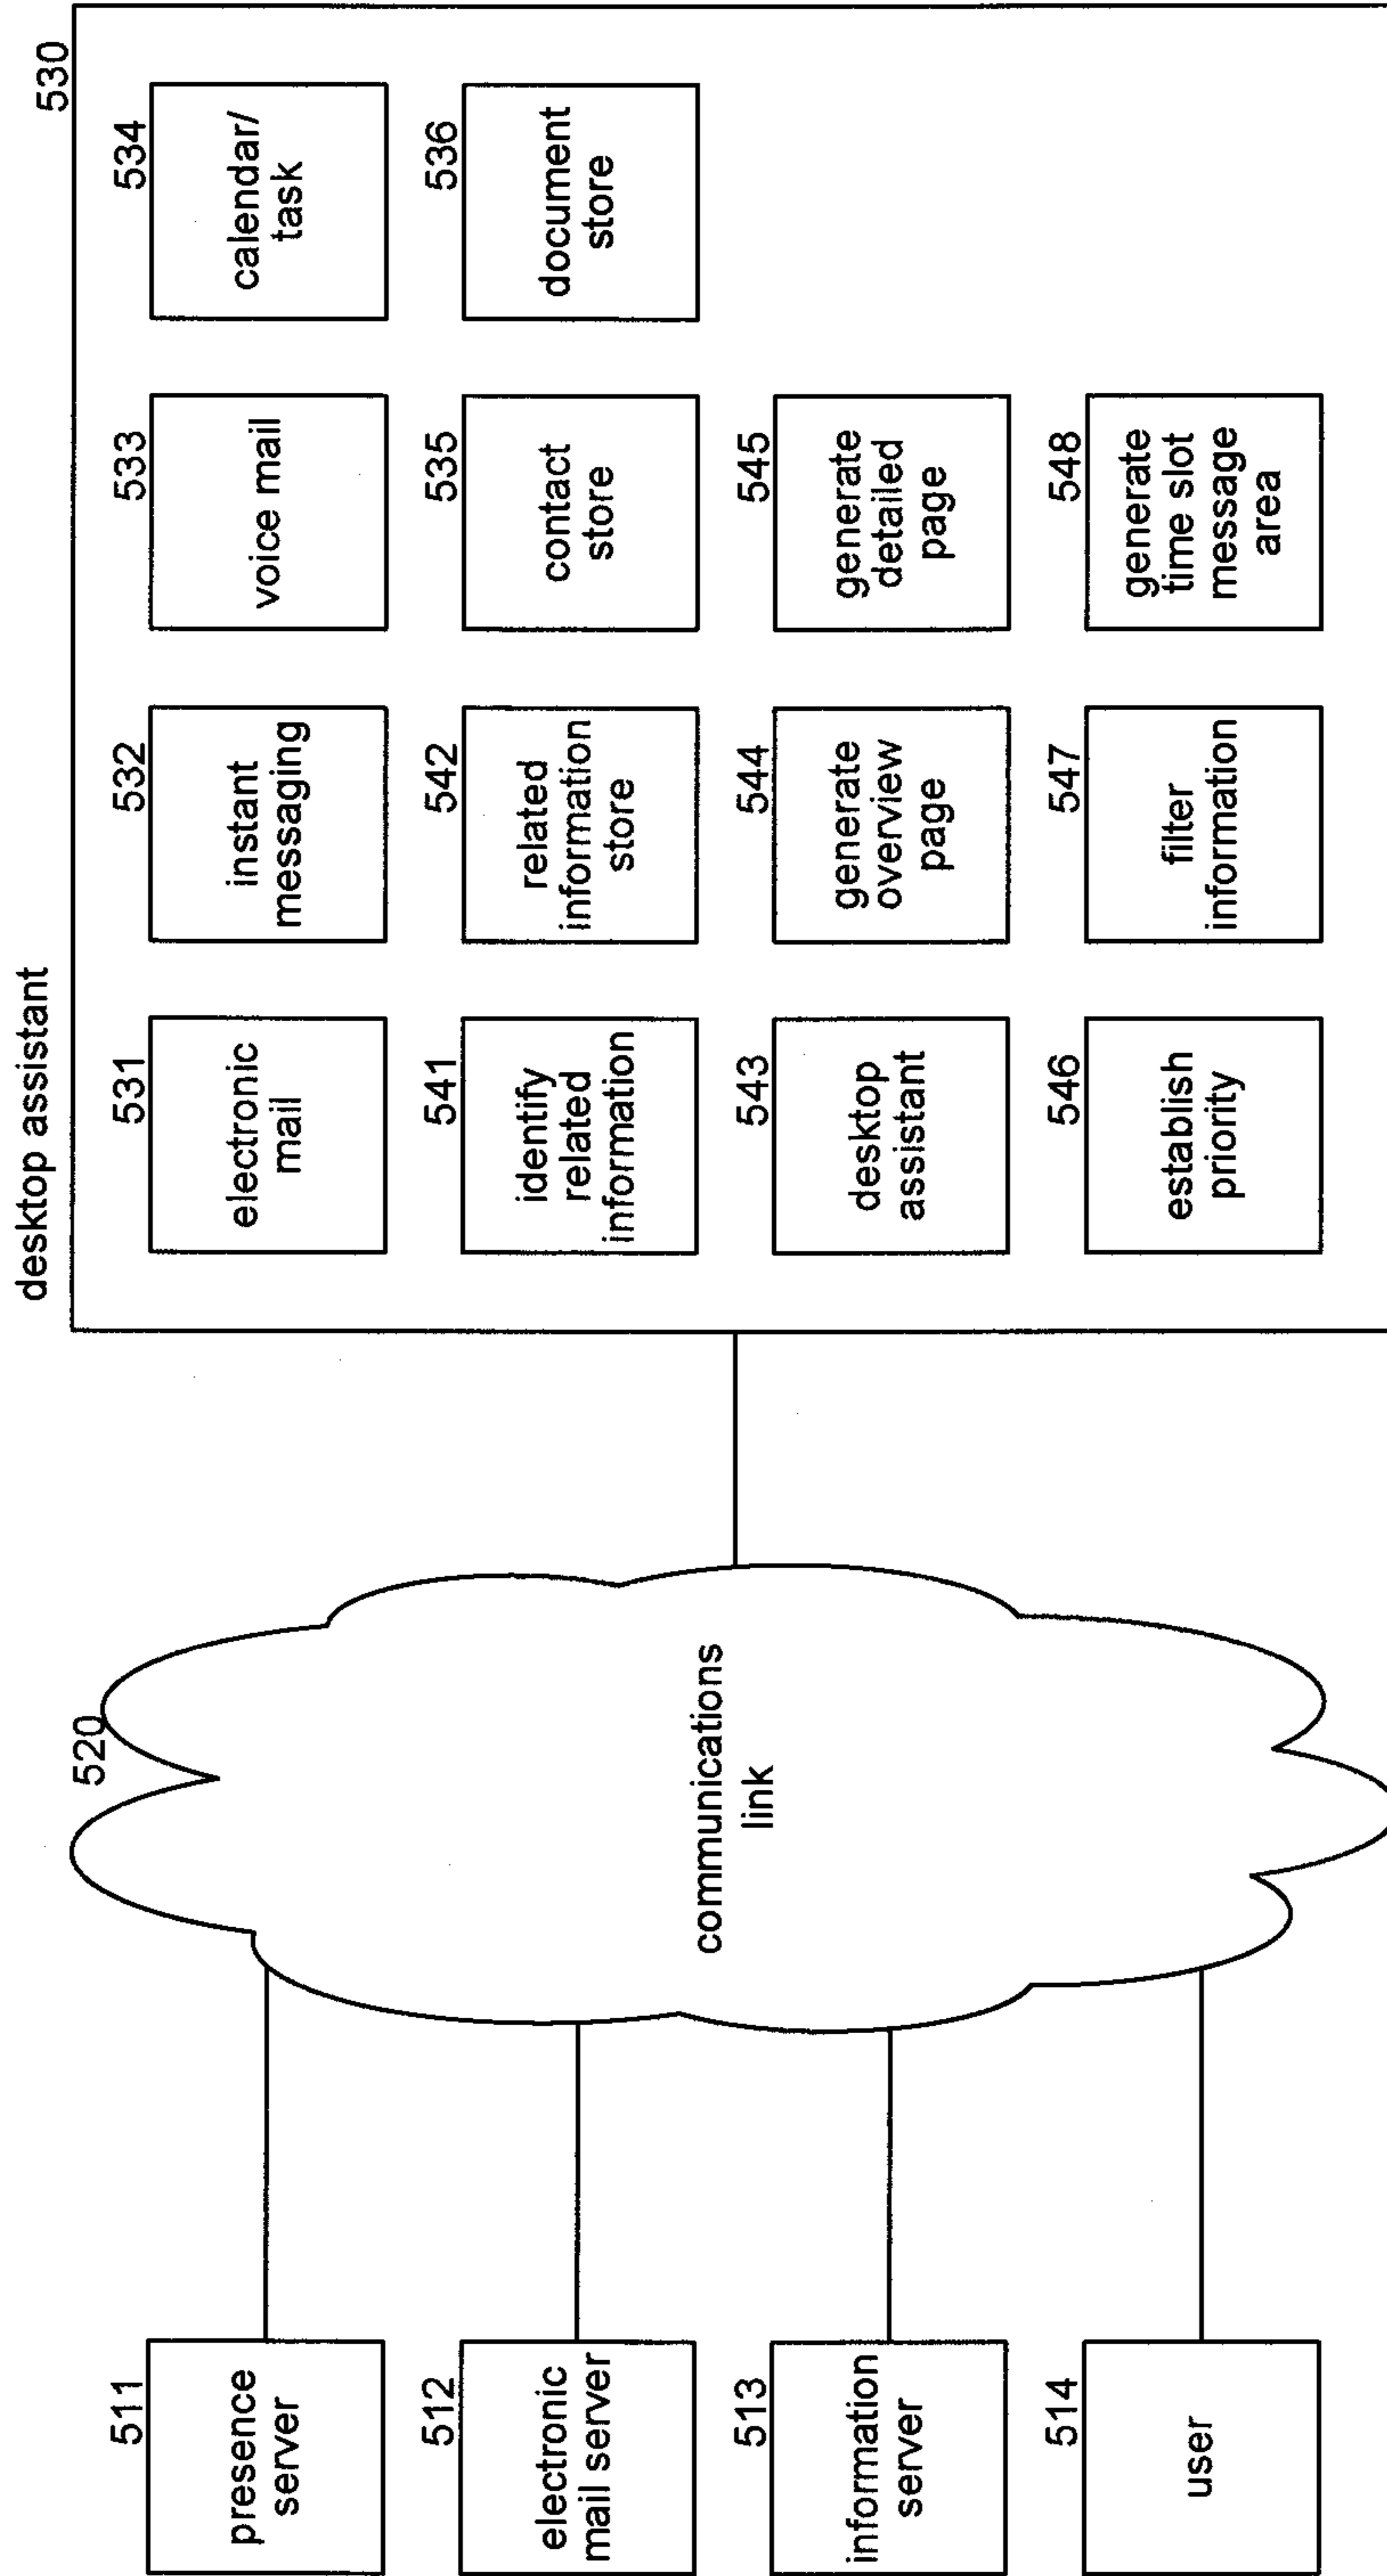 desktop assistant
530
511
presence
server
512
electronic
mail server
513
information
server
514
user
520
communications
link
531
electronic
mail
532
instant
messaging
533
voice mail
534
calendar/
task
541
identify
related
information
542
related
information
store
535
contact
store
536
document
store
543
desktop
assistant
544
generate
overview
page
545
generate
detailed
page
546
establish
priority
547
filter
information
548
generate
time slot
message
area